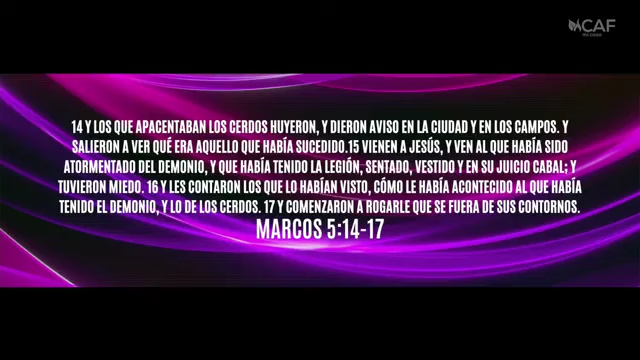 CAF
MI CASA
14 Y LOS QUE APACENTABAN LOS CERDOS HUYERON, Y DIERON AVISO EN LA CIUDAD Y EN LOS CAMPOS. Y
SALIERON A VER QUÉ ERA AQUELLO QUE HABÍA SUCEDIDO.15 VIENEN A JESÚS, Y VEN AL QUE HABÍA SIDO
ATORMENTADO DEL DEMONIO, Y QUE HABÍA TENIDO LA LEGIÓN, SENTADO, VESTIDO Y EN SU JUICIO CABAL; Y
TUVIERON MIEDO. 16 Y LES CONTARON LOS QUE LO HABÍAN VISTO, CÓMO LE HABÍA ACONTECIDO AL QUE HABÍA
TENIDO EL DEMONIO, Y LO DE LOS CERDOS. 17 Y COMENZARON A ROGARLE QUE SE FUERA DE SUS CONTORNOS.
MARCOS 5:14-17